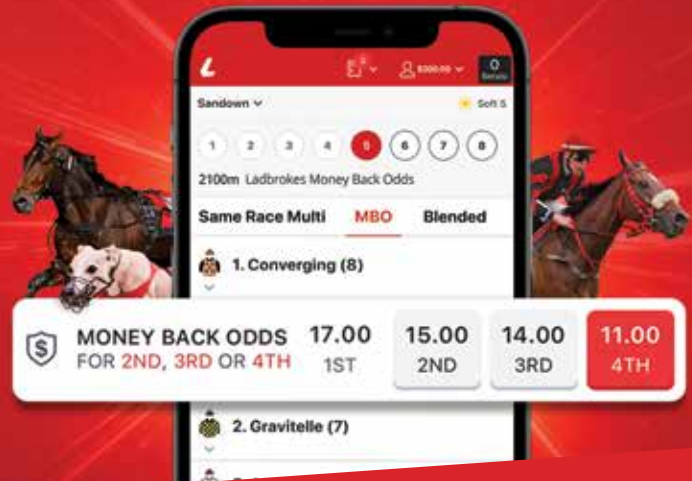 Sandown
Soft 5
1 2 3 4 5 6 7 8
2100m Ladbrokes Money Back Odds
Same Race Multi MBO Blended
1. Converging (8)
MONEY BACK ODDS
FOR 2ND, 3RD OR 4TH
17.00 15.00 14.00 11.00
1ST 2ND 3RD 4TH
2. Gravitelle (7)